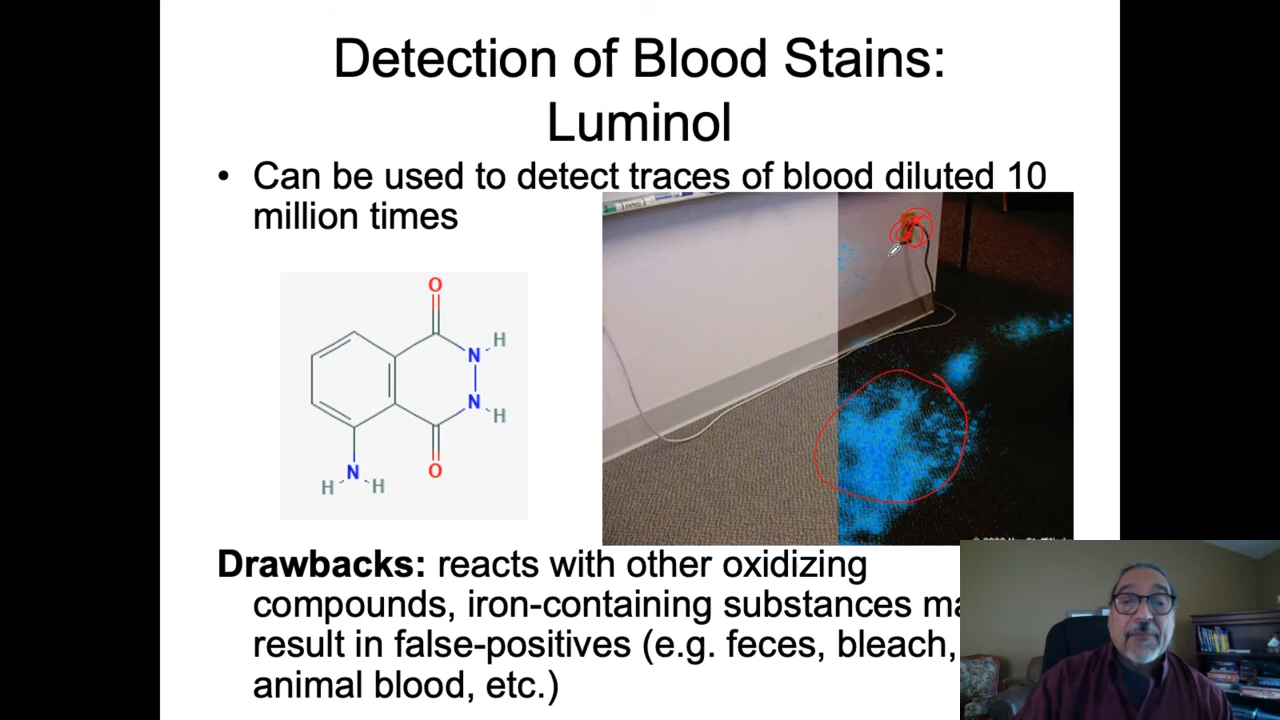 Detection of Blood Stains:
Luminol
• Can be used to detect traces of blood diluted 10
million times
O
H
N
N
H
O
N
H
H
Drawbacks: reacts with other oxidizing
compounds, iron-containing substances
result in false-positives (e.g. feces, bleach,
animal blood, etc.)